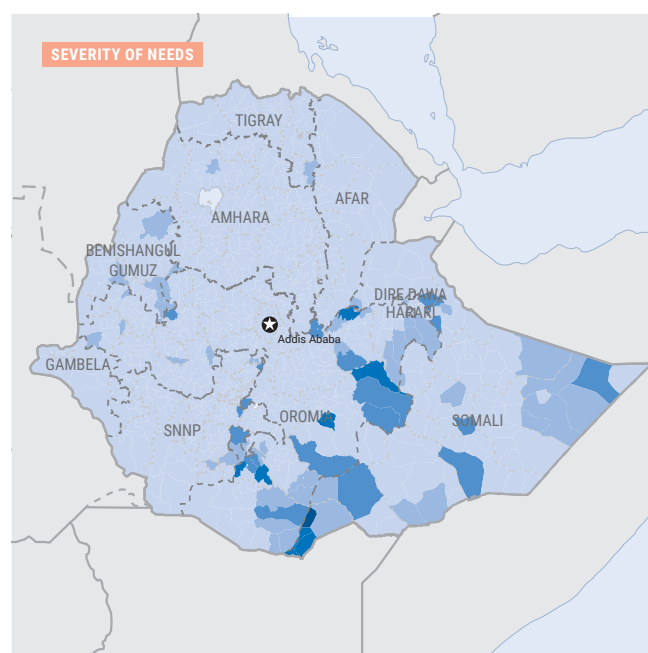 SEVERITY OF NEEDS
TIGRAY
AFAR
AMHARA
BENISHANGUL
GUMUZ
DIRE DAWA
HARARI
Addis Ababa
GAMBELA
SNNP
OROMIA
SOMALI